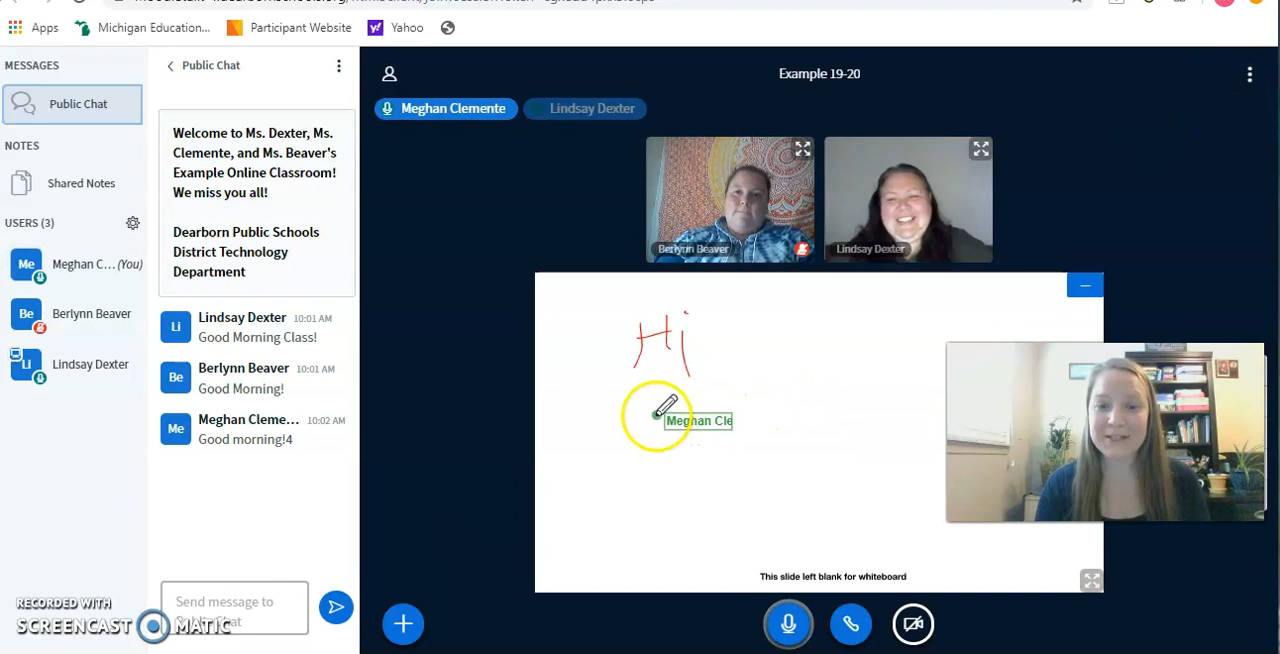 Apps
Michigan Education...
Participant Website
Yahoo
MESSAGES
Public Chat
NOTES
Shared Notes
USERS (3)
Me
Meghan C... (You)
Be
Berlynn Beaver
Li
Lindsay Dexter
Public Chat
Welcome to Ms. Dexter, Ms.
Clemente, and Ms. Beaver's
Example Online Classroom!
We miss you all!
Dearborn Public Schools
District Technology
Department
Li
Lindsay Dexter 10:01 AM
Good Morning Class!
Be
Berlynn Beaver 10:01 AM
Good Morning!
Me
Meghan Cleme... 10:02 AM
Good morning!4
Send message to
Public Chat
RECORDED WITH
SCREENCAST MATIC
Example 19-20
Meghan Clemente
Lindsay Dexter
Berlynn Beaver
Lindsay Dexter
Hi
Meghan Cle
This slide left blank for whiteboard